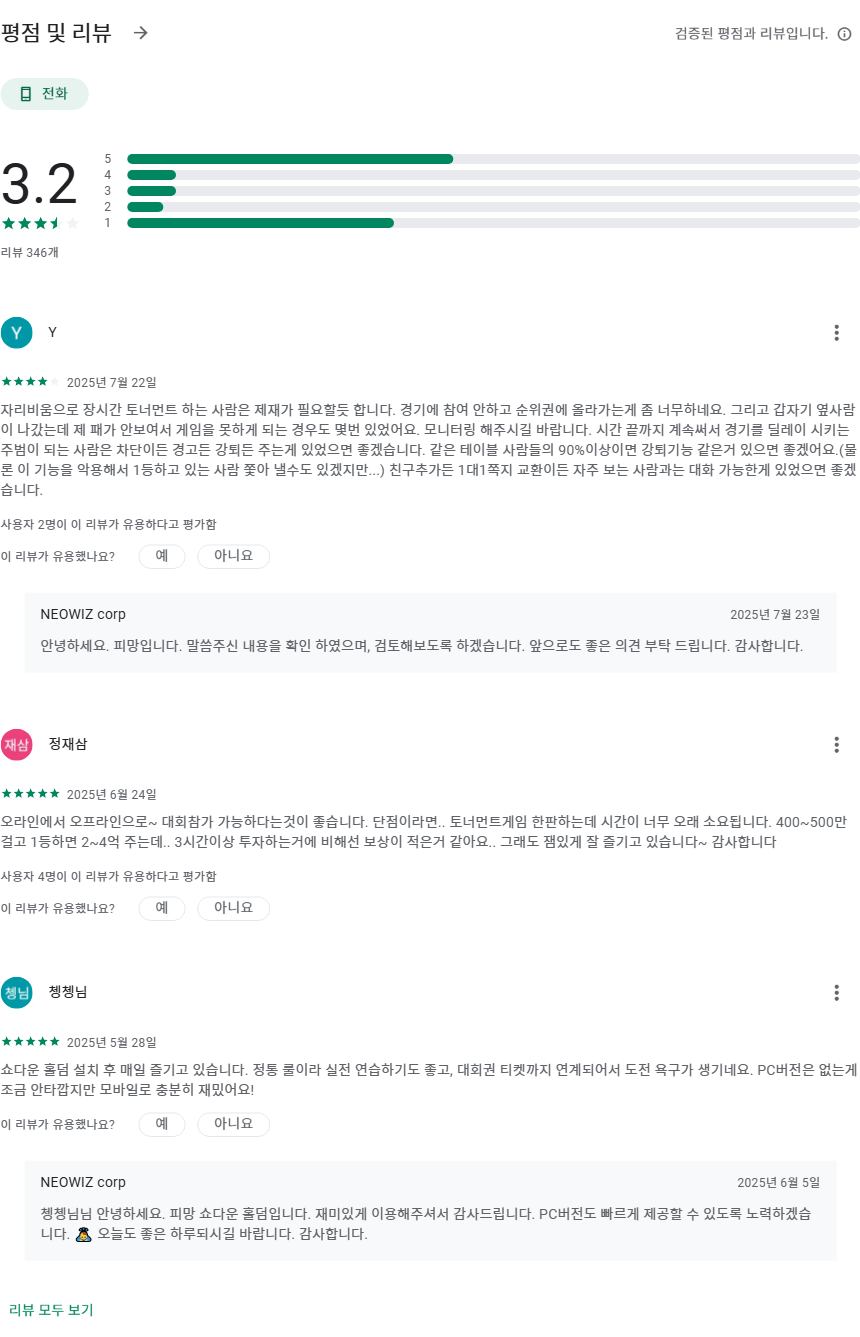 평점 및 리뷰
검증된 평점과 리뷰입니다.
전화
3.2
5
4
3
2
1
리뷰 346개
Y
Y
2025년 7월 22일
자리비움으로 장시간 토너먼트 하는 사람은 제재가 필요할듯 합니다. 경기에 참여 안하고 순위권에 올라가는게 좀 너무하네요. 그리고 갑자기 옆사람
이 나갔는데 제 패가 안보여서 게임을 못하게 되는 경우도 몇번 있었어요. 모니터링 해주시길 바랍니다. 시간 끝까지 계속써서 경기를 딜레이 시키는
주범이 되는 사람은 차단이든 경고든 강퇴든 주는게 있었으면 좋겠습니다. 같은 테이블 사람들의 90%이상이면 강퇴기능 같은거 있으면 좋겠어요.(물
론 이 기능을 악용해서 1등하고 있는 사람 쫓아 낼수도 있겠지만...) 친구추가든 1대1쪽지 교환이든 자주 보는 사람과는 대화 가능한게 있었으면 좋겠
습니다.
사용자 2명이 이 리뷰가 유용하다고 평가함
이 리뷰가 유용했나요?
예
아니요
NEOWIZ corp
2025년 7월 23일
안녕하세요. 피망입니다. 말씀주신 내용을 확인 하였으며, 검토해보도록 하겠습니다. 앞으로도 좋은 의견 부탁 드립니다. 감사합니다.
재삼
정재삼
2025년 6월 24일
오라인에서 오프라인으로~ 대회참가 가능하다는것이 좋습니다. 단점이라면.. 토너먼트게임 한판하는데 시간이 너무 오래 소요됩니다. 400~500만
걸고 1등하면 2~4억 주는데.. 3시간이상 투자하는거에 비해선 보상이 적은거 같아요.. 그래도 잼있게 잘 즐기고 있습니다~ 감사합니다
사용자 4명이 이 리뷰가 유용하다고 평가함
이 리뷰가 유용했나요?
예
아니요
쳉님
쳉쳉님
2025년 5월 28일
쇼다운 홀덤 설치 후 매일 즐기고 있습니다. 정통 룰이라 실전 연습하기도 좋고, 대회권 티켓까지 연계되어서 도전 욕구가 생기네요. PC버전은 없는게
조금 안타깝지만 모바일로 충분히 재밌어요!
이 리뷰가 유용했나요?
예
아니요
NEOWIZ corp
2025년 6월 5일
쳉쳉님님 안녕하세요. 피망 쇼다운 홀덤입니다. 재미있게 이용해주셔서 감사드립니다. PC버전도 빠르게 제공할 수 있도록 노력하겠습
니다. 🙇 오늘도 좋은 하루되시길 바랍니다. 감사합니다.
리뷰 모두 보기